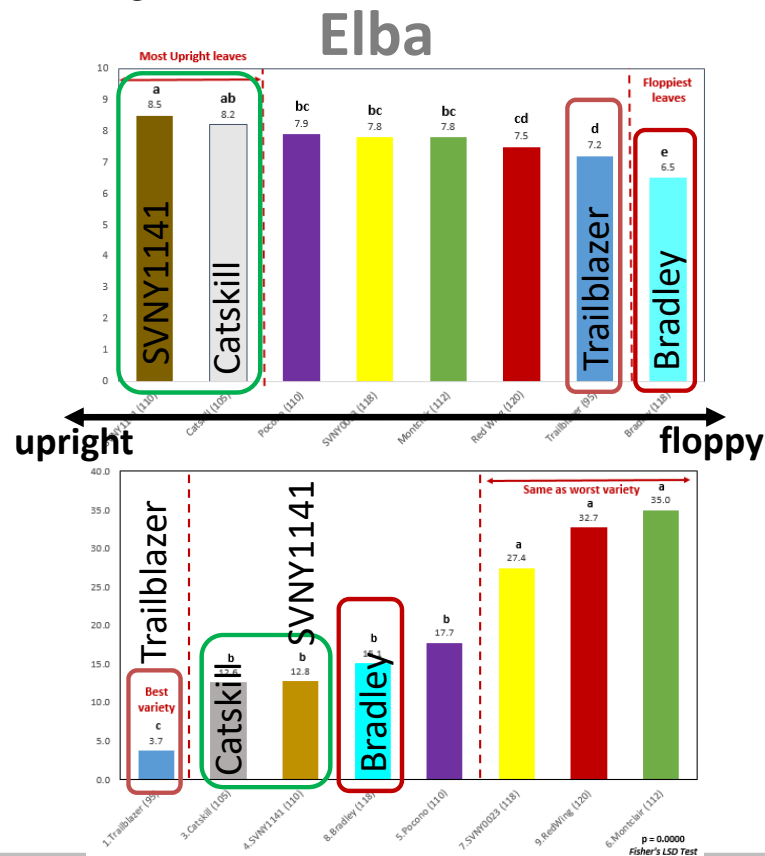 Elba
Most Upright leaves
Floppiest
leaves
10
9
8
7
6
5
4
3
2
1
0
a
8.5
ab
8.2
bc
7.9
bc
7.8
bc
7.8
cd
7.5
d
7.2
e
6.5
SVNY1141
Catskill
Trailblazer
Bradley
Catskill (105)
Pocono (110)
Montclair (112)
Red Wing (120)
Trailblazer (95)
Bradley (118)
upright
floppy
40.0
35.0
30.0
25.0
20.0
15.0
10.0
5.0
0.0
Trailblazer
SVNY1141
Same as worst variety
Best
variety
c
3.7
b
b
12.8
b
b
17.7
a
27.4
a
32.7
a
35.0
Catskill
Bradley
1.Trailblazer (95)
3.Catskill (105)
4.SVNY1141 (110)
8.Bradley (118)
5.Pocono (110)
7.SVNY0023 (118)
9.RedWing (120)
6.Montclair (112)
p = 0.0000
Fisher's LSD Test